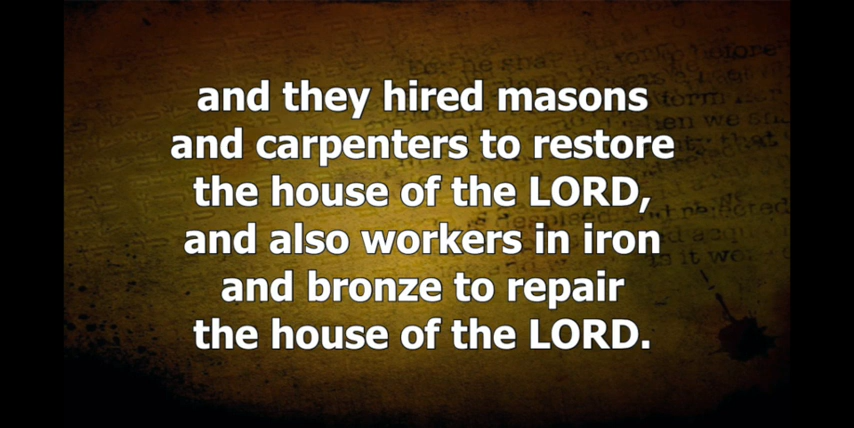 and they hired masons
and carpenters to restore
the house of the LORD,
and also workers in iron
and bronze to repair
the house of the LORD.